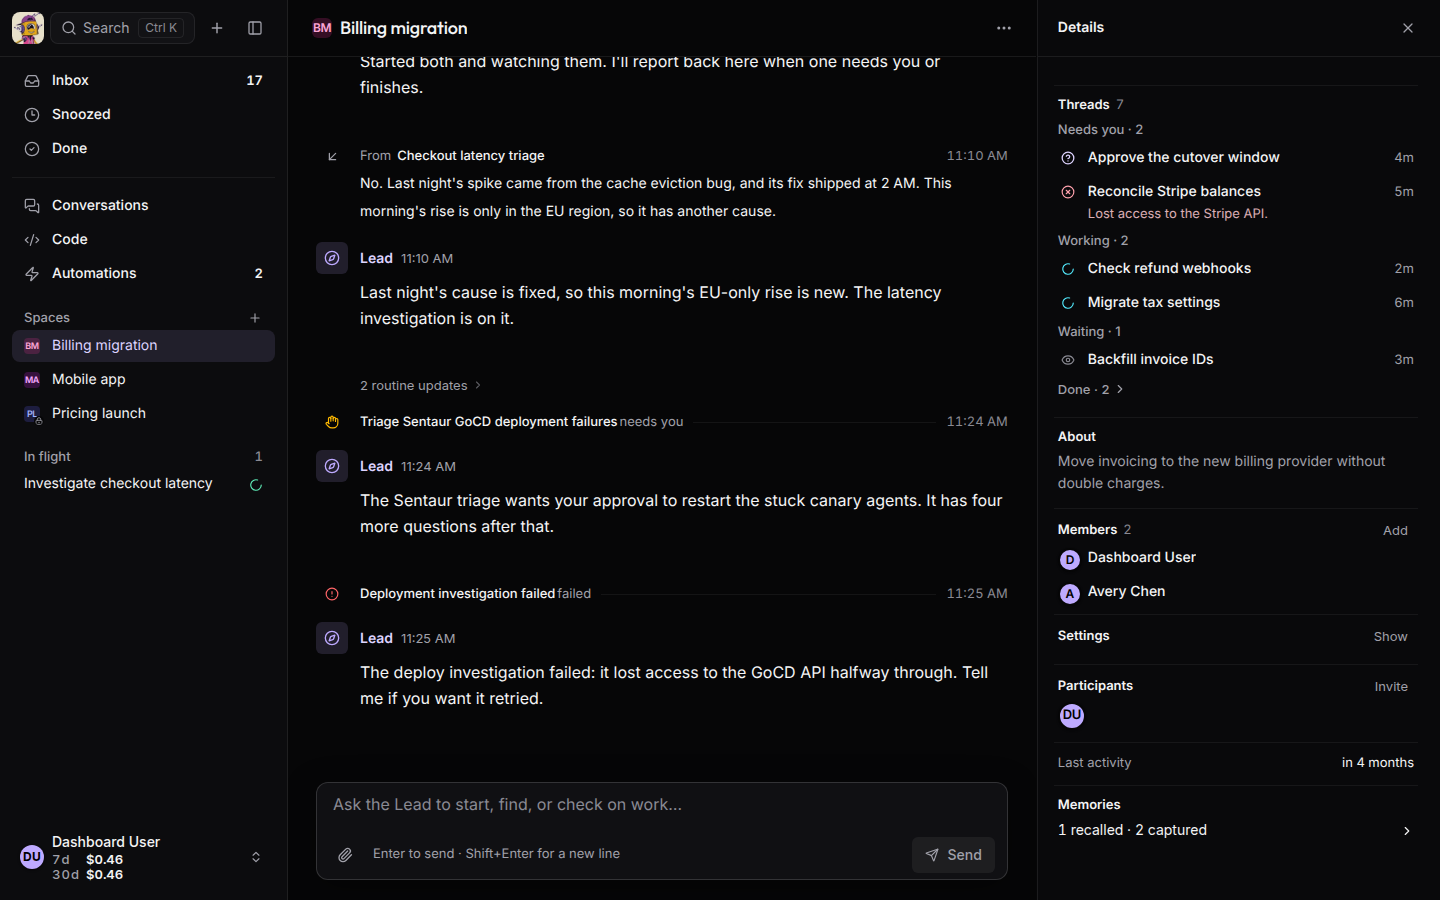 Search
Ctrl K
Inbox
17
Snoozed
Done
Conversations
Code
Automations
2
Spaces
BM
Billing migration
MA
Mobile app
PL
Pricing launch
In flight
1
Investigate checkout latency
DU
Dashboard User
7d $0.46
30d $0.46
BM
Billing migration
Started both and watching them. I'll report back here when one needs you or
finishes.
From Checkout latency triage
11:10 AM
No. Last night's spike came from the cache eviction bug, and its fix shipped at 2 AM. This
morning's rise is only in the EU region, so it has another cause.
Lead 11:10 AM
Last night's cause is fixed, so this morning's EU-only rise is new. The latency
investigation is on it.
2 routine updates
Triage Sentaur GoCD deployment failures needs you
11:24 AM
Lead 11:24 AM
The Sentaur triage wants your approval to restart the stuck canary agents. It has four
more questions after that.
Deployment investigation failed failed
11:25 AM
Lead 11:25 AM
The deploy investigation failed: it lost access to the GoCD API halfway through. Tell
me if you want it retried.
Ask the Lead to start, find, or check on work...
Enter to send · Shift+Enter for a new line
Send
Details
Threads 7
Needs you · 2
Approve the cutover window
4m
Reconcile Stripe balances
5m
Lost access to the Stripe API.
Working · 2
Check refund webhooks
2m
Migrate tax settings
6m
Waiting · 1
Backfill invoice IDs
3m
Done · 2
About
Move invoicing to the new billing provider without
double charges.
Members 2
Add
D
Dashboard User
A
Avery Chen
Settings
Show
Participants
Invite
DU
Last activity
in 4 months
Memories
1 recalled · 2 captured